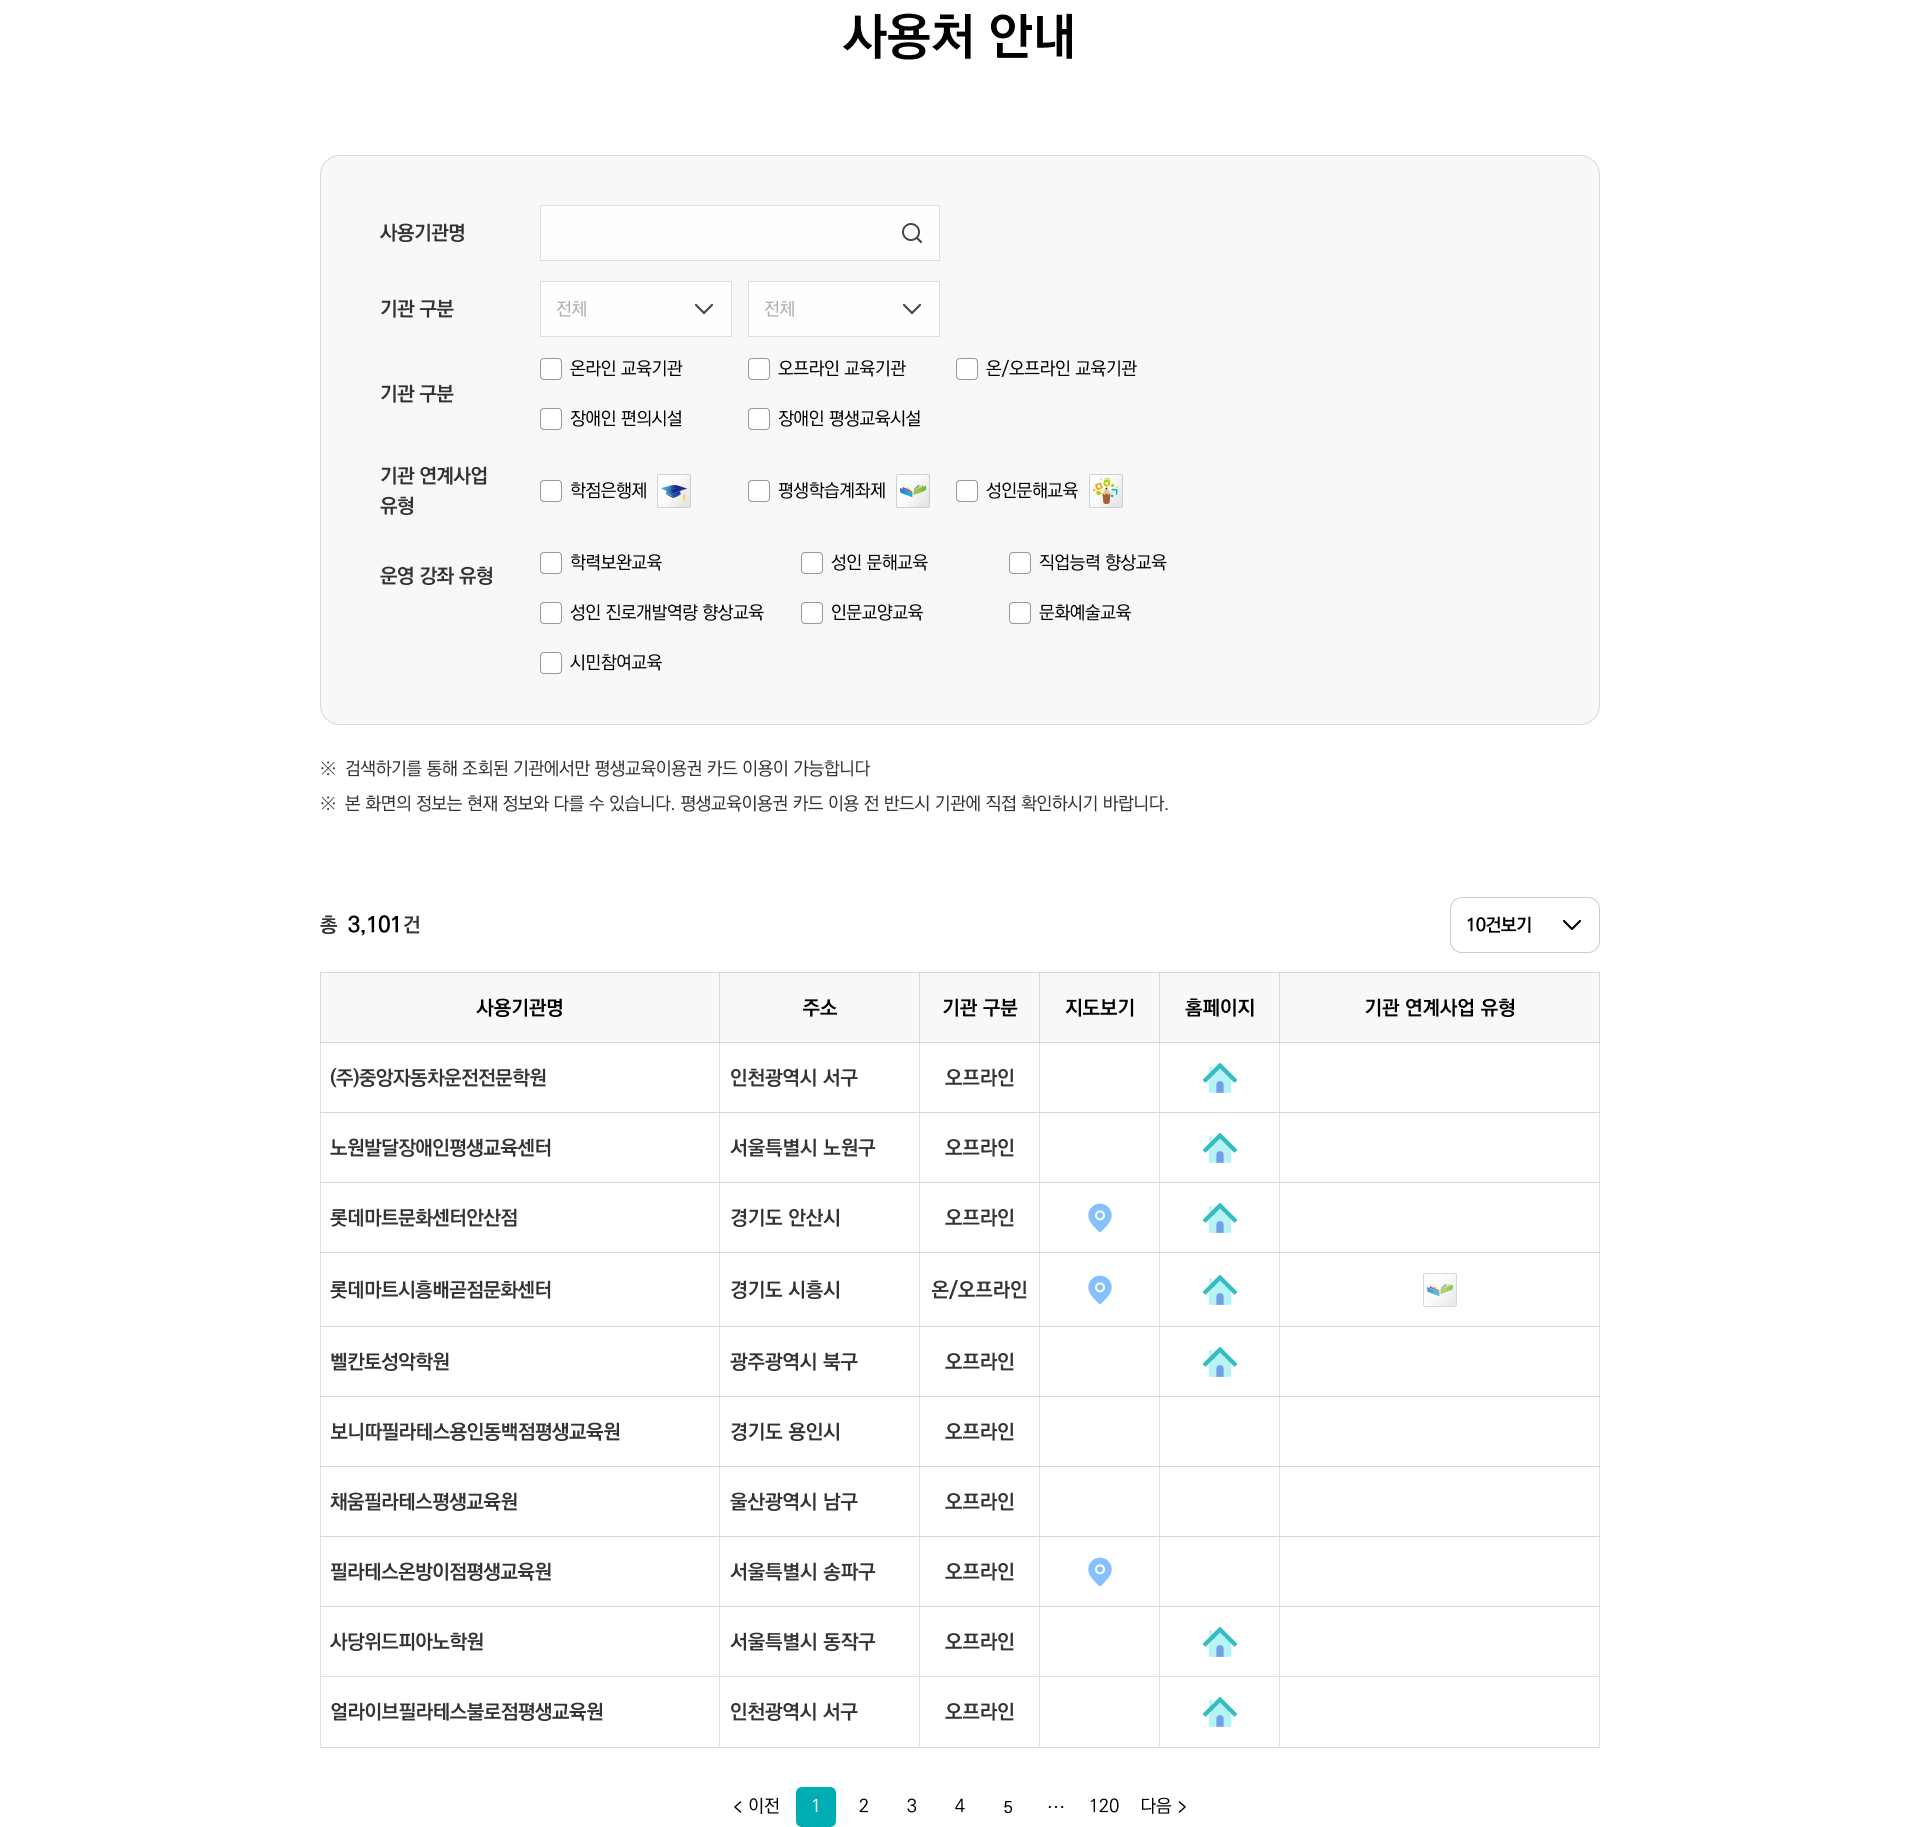 사용처 안내
사용기관명
기관 구분 전체 전체
기관 구분
온라인 교육기관 오프라인 교육기관 온/오프라인 교육기관
장애인 편의시설 장애인 평생교육시설
기관 연계사업
유형
학점은행제 평생학습계좌제 성인문해교육
운영 강좌 유형
학력보완교육 성인 문해교육 직업능력 향상교육
성인 진로개발역량 향상교육 인문교양교육 문화예술교육
시민참여교육
※ 검색하기를 통해 조회된 기관에서만 평생교육이용권 카드 이용이 가능합니다
※ 본 화면의 정보는 현재 정보와 다를 수 있습니다. 평생교육이용권 카드 이용 전 반드시 기관에 직접 확인하시기 바랍니다.
총 3,101건 10건보기
사용기관명 주소 기관 구분 지도보기 홈페이지 기관 연계사업 유형
(주)중앙자동차운전전문학원 인천광역시 서구 오프라인
노원발달장애인평생교육센터 서울특별시 노원구 오프라인
롯데마트문화센터안산점 경기도 안산시 오프라인
롯데마트시흥배곧점문화센터 경기도 시흥시 온/오프라인
벨칸토성악학원 광주광역시 북구 오프라인
보니따필라테스용인동백점평생교육원 경기도 용인시 오프라인
채움필라테스평생교육원 울산광역시 남구 오프라인
필라테스온방이점평생교육원 서울특별시 송파구 오프라인
사당위드피아노학원 서울특별시 동작구 오프라인
얼라이브필라테스불로점평생교육원 인천광역시 서구 오프라인
< 이전 1 2 3 4 5 ··· 120 다음 >